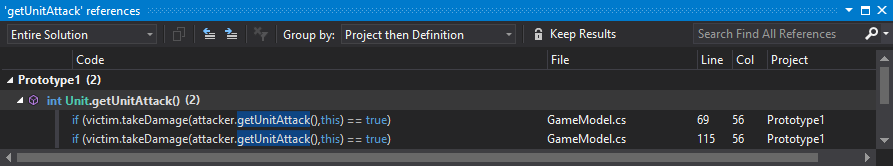 'getUnitAttack' references
Entire Solution Group by: Project then Definition Keep Results Search Find All References
Code File Line Col Project
Prototype1 (2)
int Unit.getUnitAttack() (2)
if (victim.takeDamage(attacker.getUnitAttack(),this) == true) GameModel.cs 69 56 Prototype1
if (victim.takeDamage(attacker.getUnitAttack(),this) == true) GameModel.cs 115 56 Prototype1